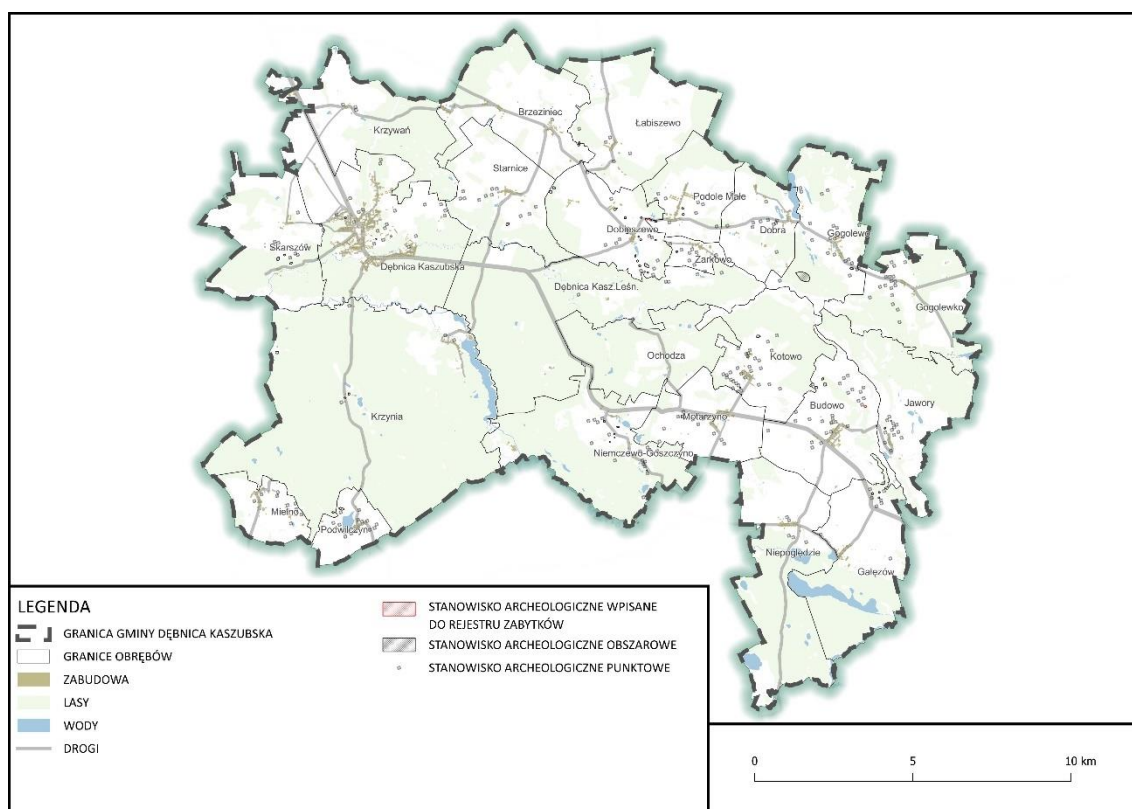 Brzeziniec
Łabiszewo
Krzywań
Starnice
Podole Małe
Dobieszewo
Dobra
Gogolewo
Skarszów
Żarkowo
Dębnica Kaszubska
Dębnica Kasz.Leśn.
Gogolewko
Ochodza
Kotowo
Krzynia
Motarzyno
Budowo
Jawory
Niemczewo-Goszczyno
Mielno
Podwilczyn
Niepoględzie
Gałęzów
LEGENDA
GRANICA GMINY DĘBNICA KASZUBSKA
GRANICE OBRĘBÓW
ZABUDOWA
LASY
WODY
DROGI
STANOWISKO ARCHEOLOGICZNE WPISANE
DO REJESTRU ZABYTKÓW
STANOWISKO ARCHEOLOGICZNE OBSZAROWE
STANOWISKO ARCHEOLOGICZNE PUNKTOWE
0 5 10 km